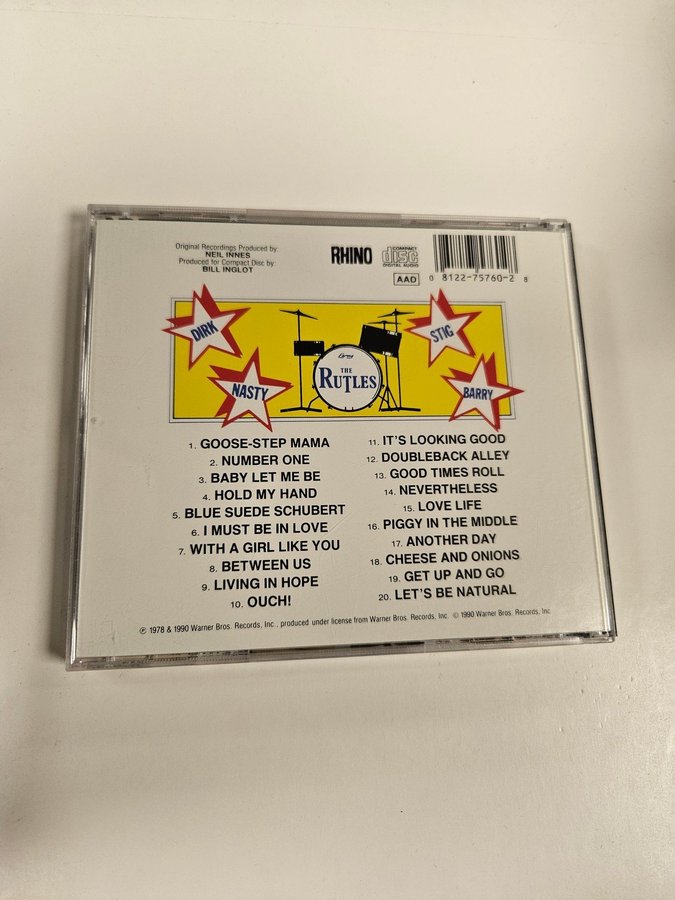 Original Recordings Produced by:
NEIL INNES
Produced for Compact Disc by:
BILL INGLOT
RHINO
COMPACT
disc
DIGITAL AUDIO
AAD
0 8122-75760-2 8
DIRK
NASTY
STIG
BARRY
THE
RUTLES
1. GOOSE-STEP MAMA
2. NUMBER ONE
3. BABY LET ME BE
4. HOLD MY HAND
5. BLUE SUEDE SCHUBERT
6. I MUST BE IN LOVE
7. WITH A GIRL LIKE YOU
8. BETWEEN US
9. LIVING IN HOPE
10. OUCH!
11. IT'S LOOKING GOOD
12. DOUBLEBACK ALLEY
13. GOOD TIMES ROLL
14. NEVERTHELESS
15. LOVE LIFE
16. PIGGY IN THE MIDDLE
17. ANOTHER DAY
18. CHEESE AND ONIONS
19. GET UP AND GO
20. LET'S BE NATURAL
℗ 1978 & 1990 Warner Bros. Records, Inc., produced under license from Warner Bros. Records, Inc. © 1990 Warner Bros. Records, Inc